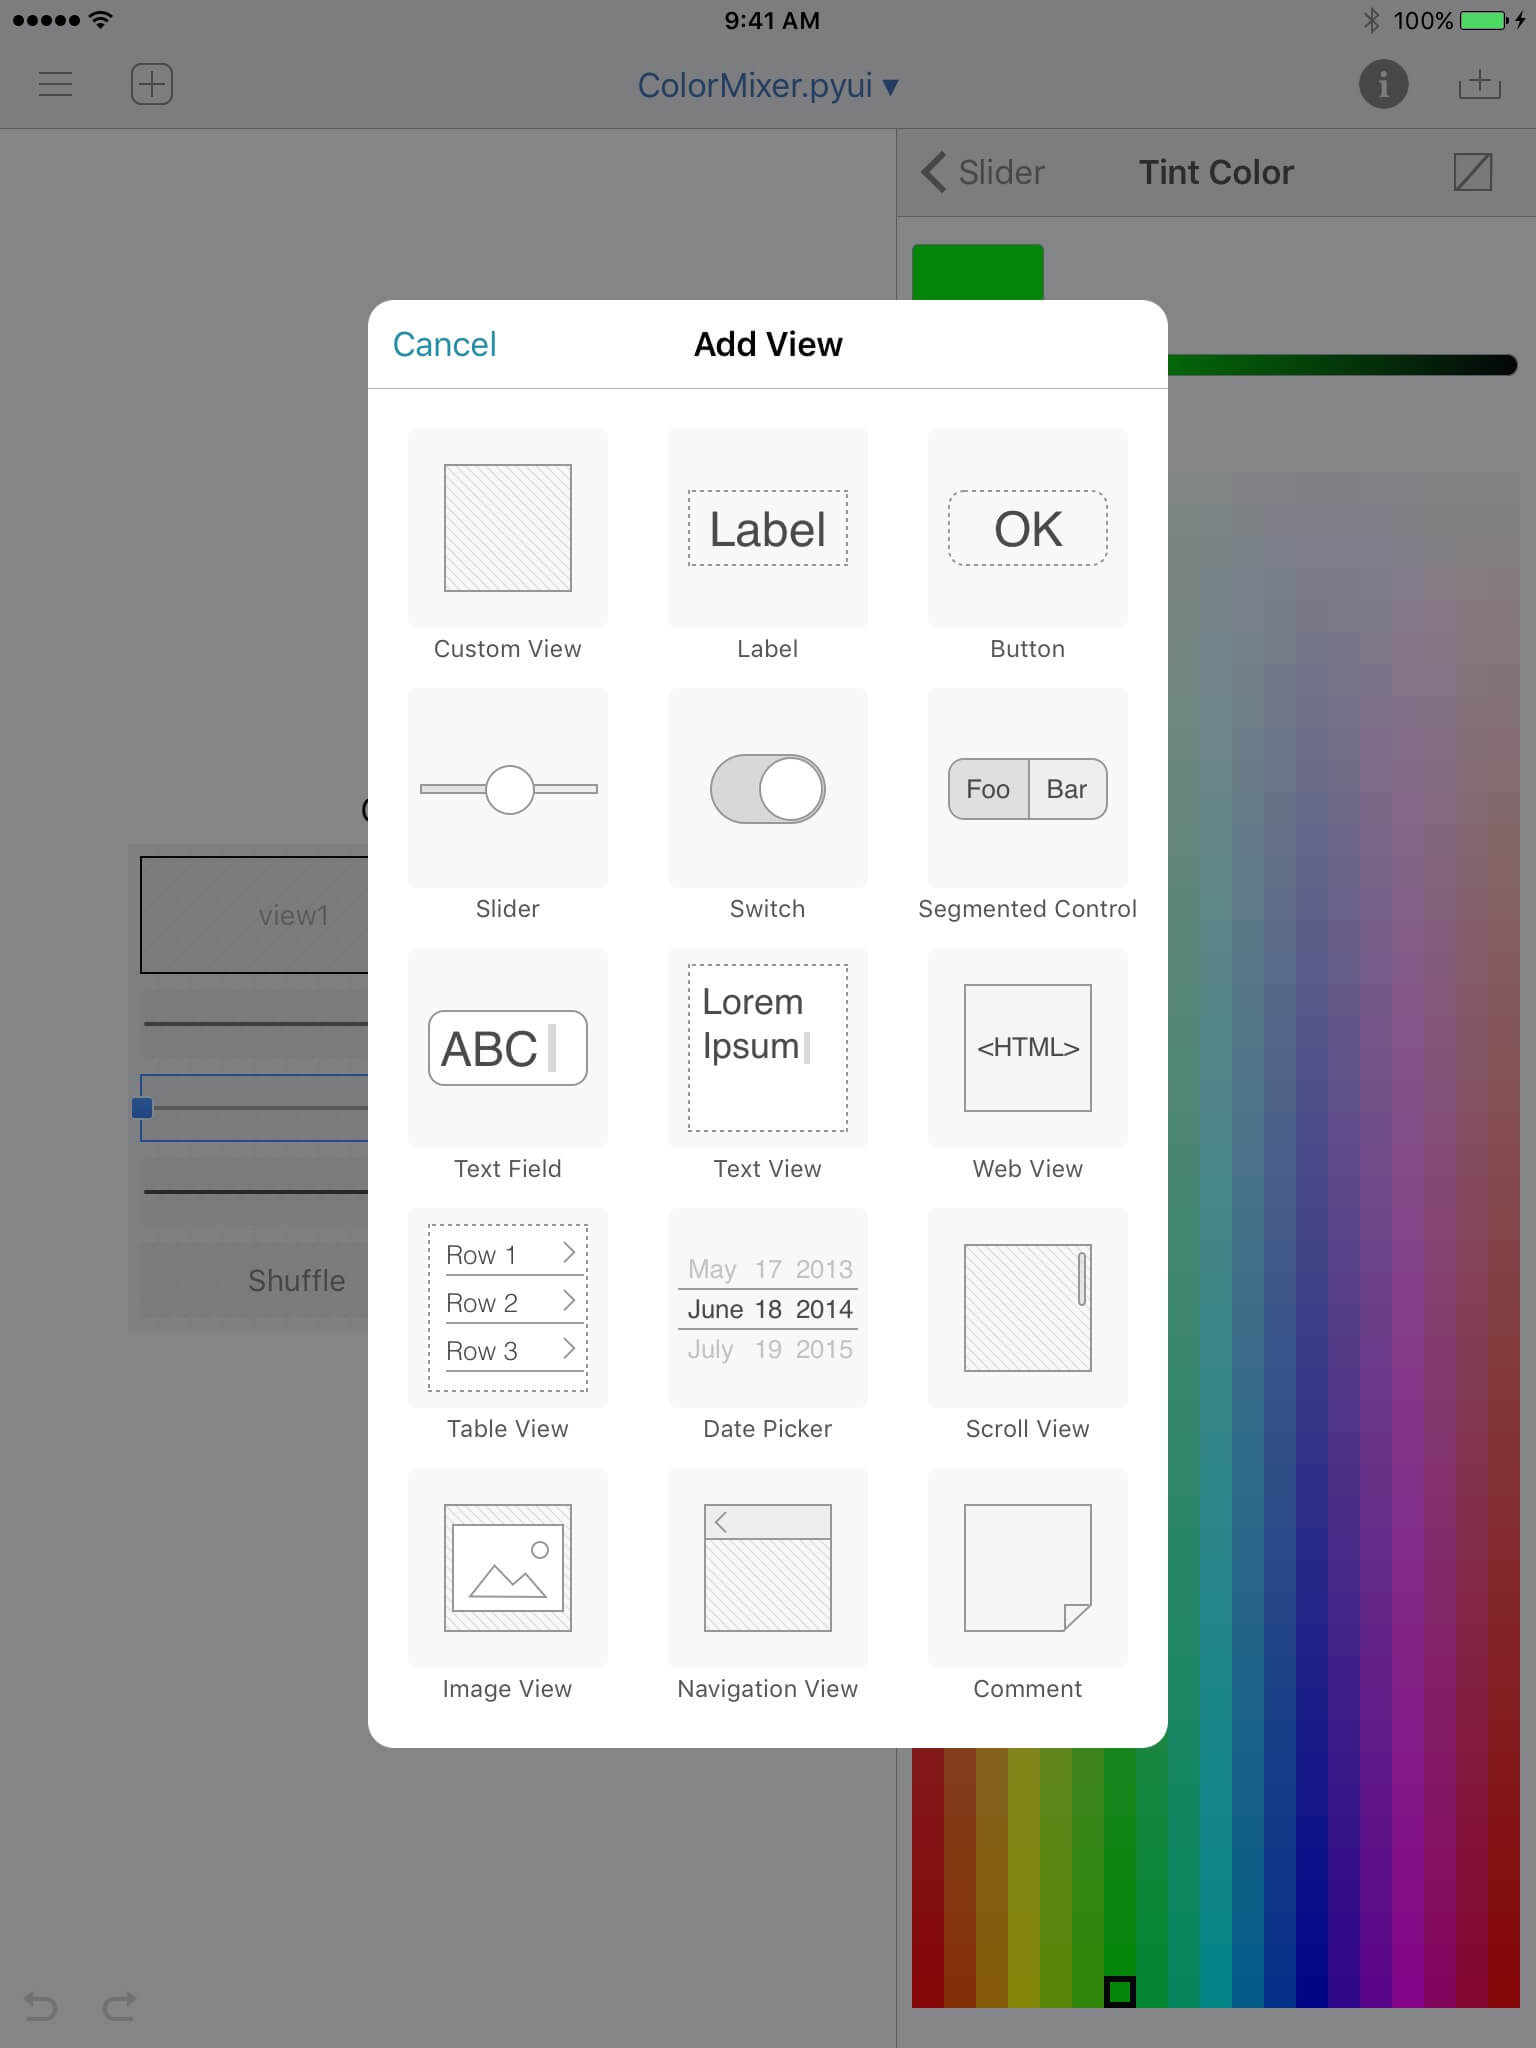 9:41 AM
100%
ColorMixer.pyui ▾
Slider
Tint Color
Cancel
Add View
Label
OK
Custom View
Label
Button
Foo
Bar
Slider
Switch
Segmented Control
view1
ABC
Lorem
Ipsum
<HTML>
Text Field
Text View
Web View
Shuffle
Row 1
Row 2
Row 3
May 17 2013
June 18 2014
July 19 2015
Table View
Date Picker
Scroll View
Image View
Navigation View
Comment